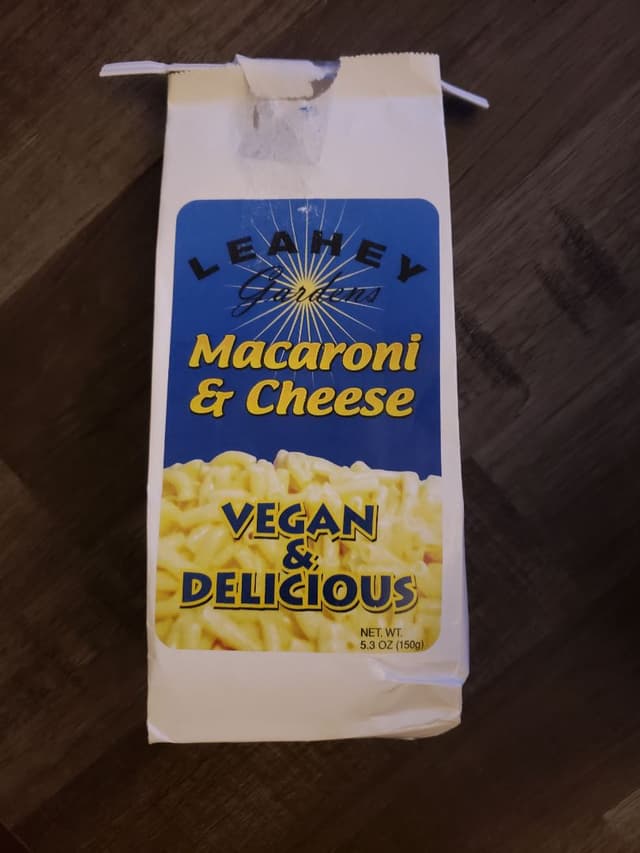 LEAHEY
Gardens
Macaroni
& Cheese
VEGAN
&
DELICIOUS
NET. WT.
5.3 OZ (150g)